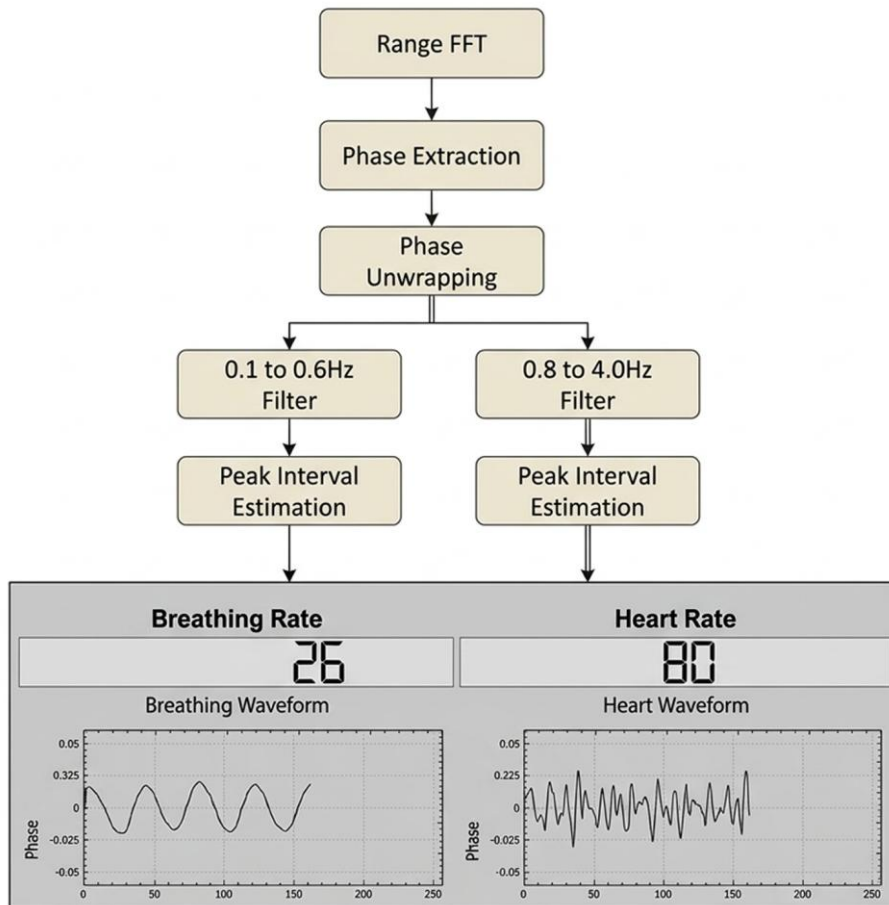 Range FFT
Phase Extraction
Phase
Unwrapping
0.1 to 0.6Hz
Filter
0.8 to 4.0Hz
Filter
Peak Interval
Estimation
Peak Interval
Estimation
Breathing Rate
26
Breathing Waveform
0.05
0.325
0
-0.025
-0.05
Phase
0 50 100 150 200 250
Heart Rate
80
Heart Waveform
0.05
0.225
0
-0.025
-0.05
Phase
0 50 100 150 200 250